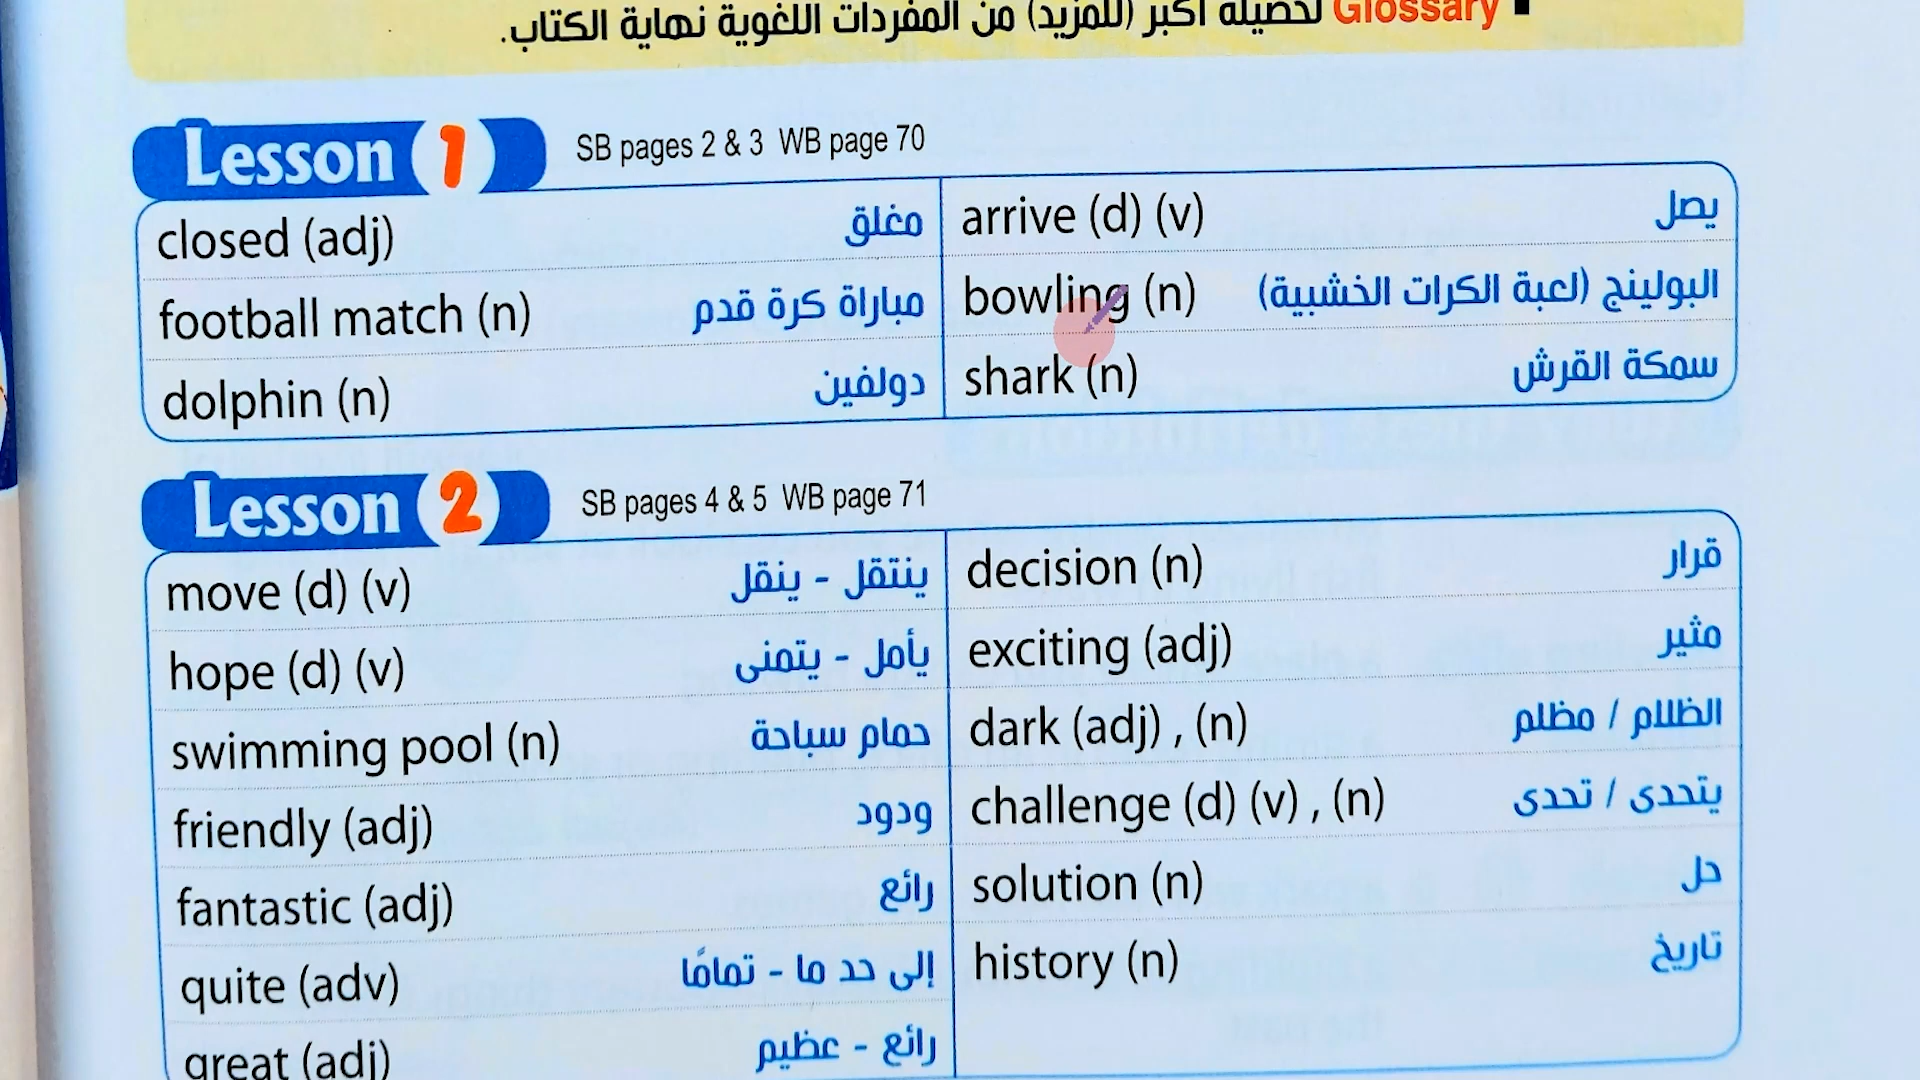 ■ Glossary لحصيلة أكبر (للمزيد) من المفردات اللغوية نهاية الكتاب.
Lesson 1 SB pages 2 & 3 WB page 70
closed (adj) مغلق
football match (n) مباراة كرة قدم
dolphin (n) دولفين
arrive (d) (v) يصل
bowling (n) البولينج (لعبة الكرات الخشبية)
shark (n) سمكة القرش
Lesson 2 SB pages 4 & 5 WB page 71
move (d) (v) ينتقل - ينقل
hope (d) (v) يأمل - يتمنى
swimming pool (n) حمام سباحة
friendly (adj) ودود
fantastic (adj) رائع
quite (adv) إلى حد ما - تمامًا
great (adj) رائع - عظيم
decision (n) قرار
exciting (adj) مثير
dark (adj) , (n) الظلام / مظلم
challenge (d) (v) , (n) يتحدى / تحدى
solution (n) حل
history (n) تاريخ